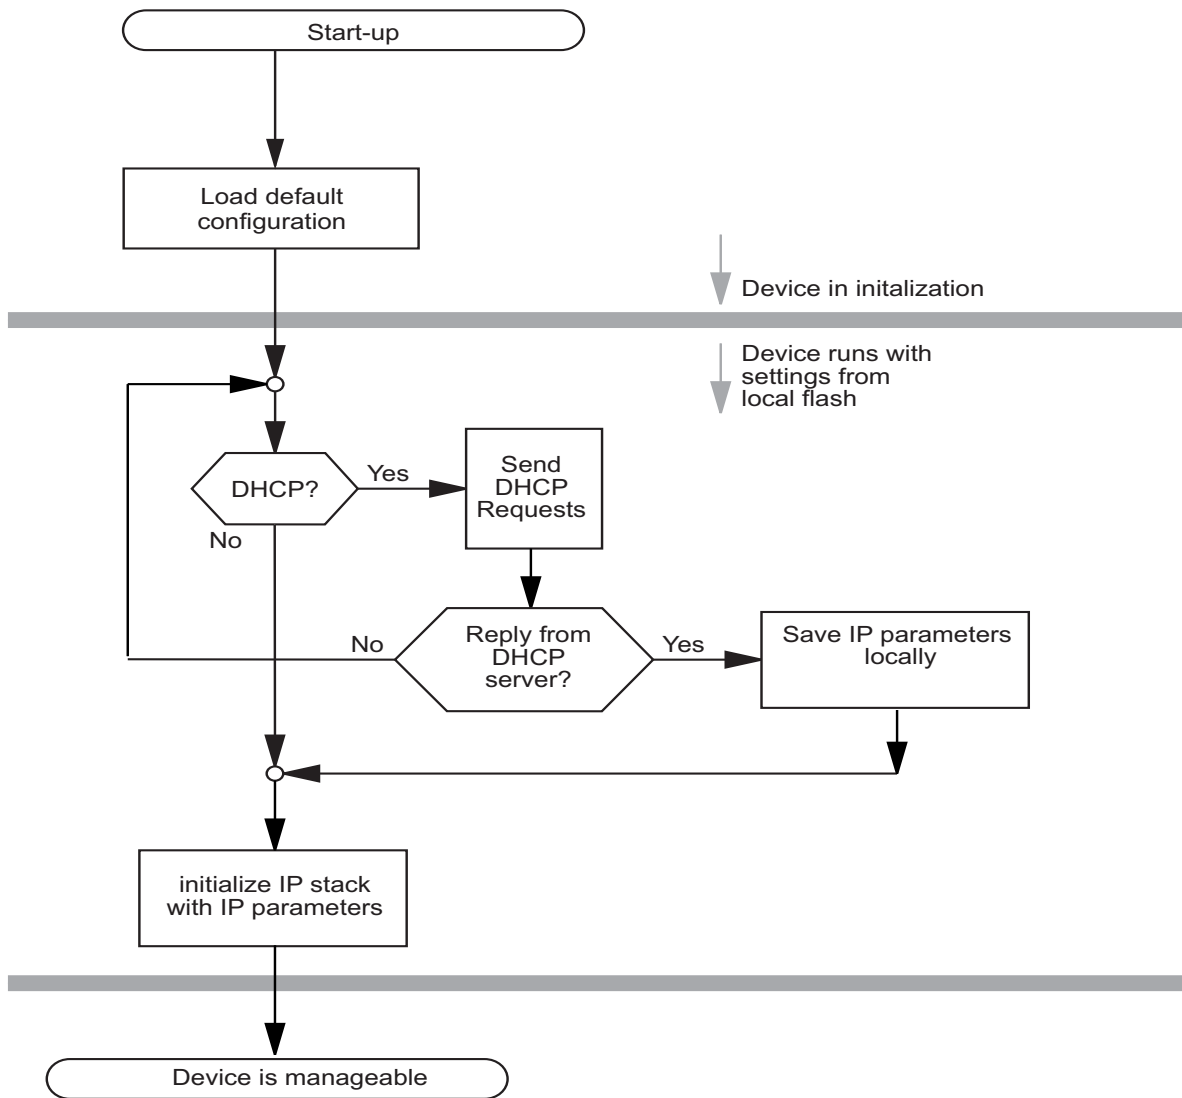 Start-up
Load default
configuration
Device in initalization
Device runs with
settings from
local flash
DHCP?
Yes
No
Send
DHCP
Requests
No
Reply from
DHCP
server?
Yes
Save IP parameters
locally
initialize IP stack
with IP parameters
Device is manageable